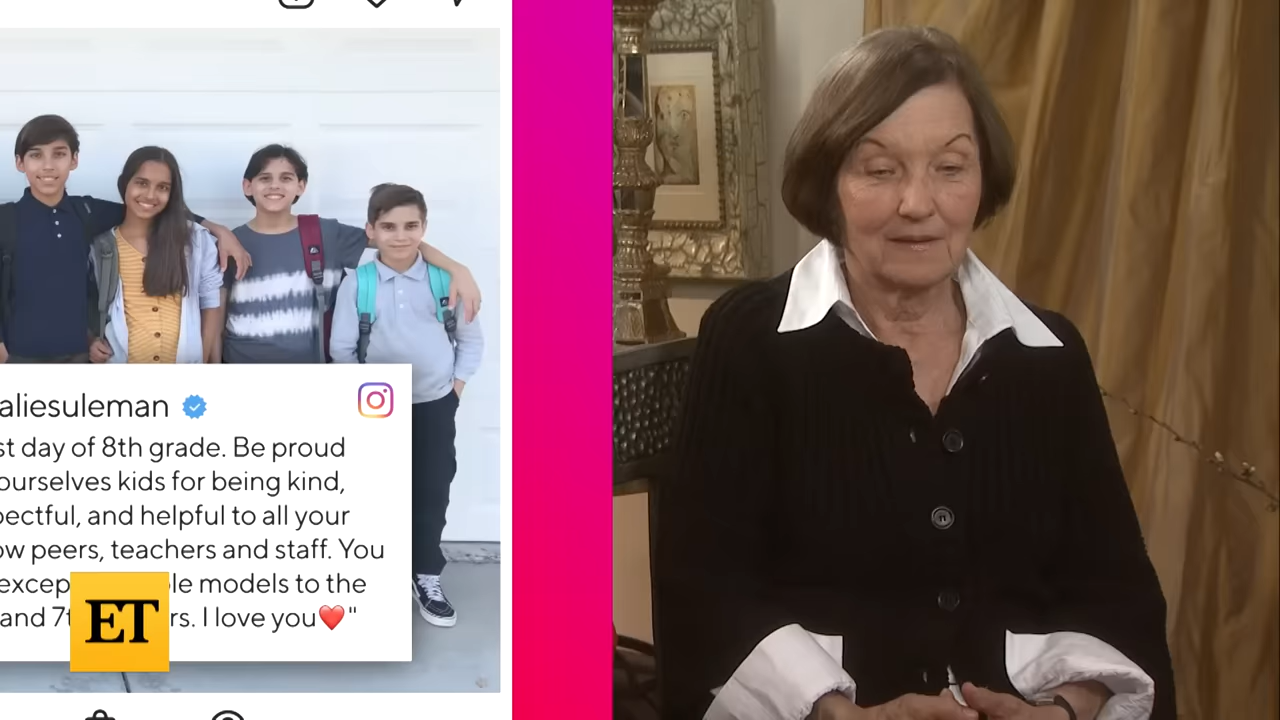 aliesuleman
st day of 8th grade. Be proud
ourselves kids for being kind,
pectful, and helpful to all your
ow peers, teachers and staff. You
excep le models to the
and 7t rs. I love you❤️"
ET